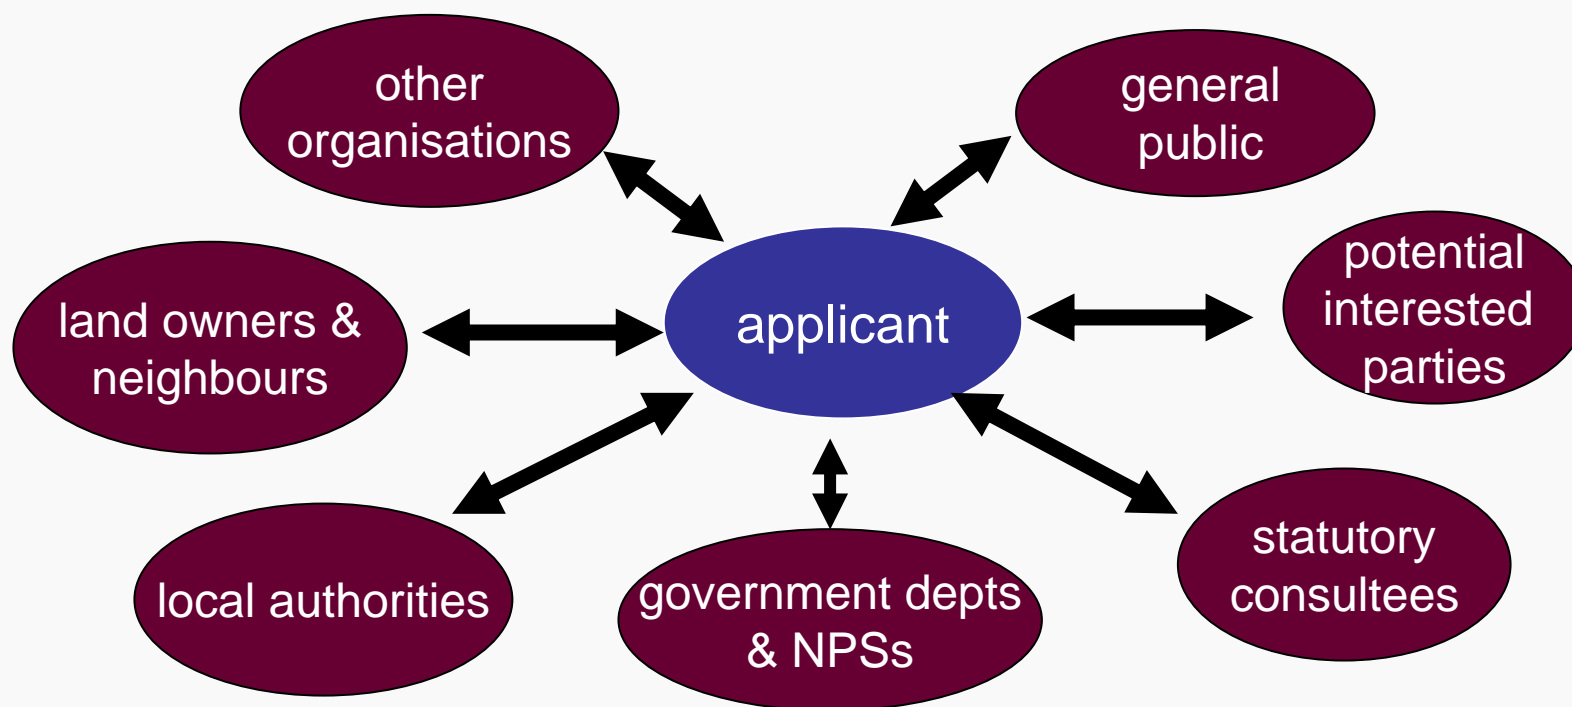 other
organisations
general
public
potential
interested
parties
land owners &
neighbours
applicant
statutory
consultees
local authorities
government depts
& NPSs